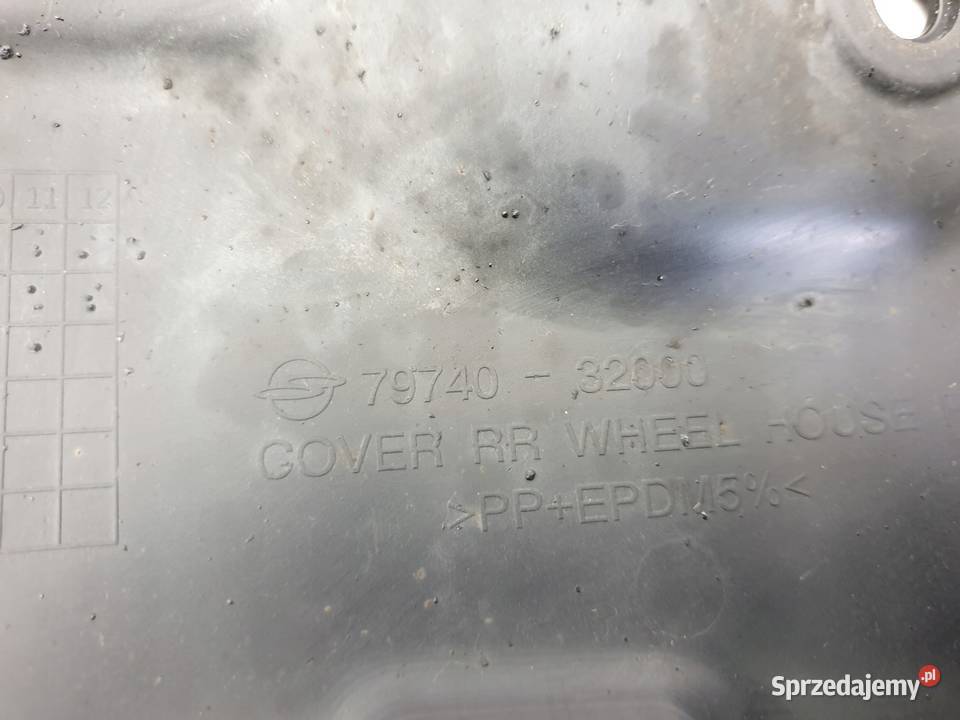 11 12
79740 - 32000
COVER RR WHEEL HOUSE
>PP+EPDM5%<
Sprzedajemy.pl